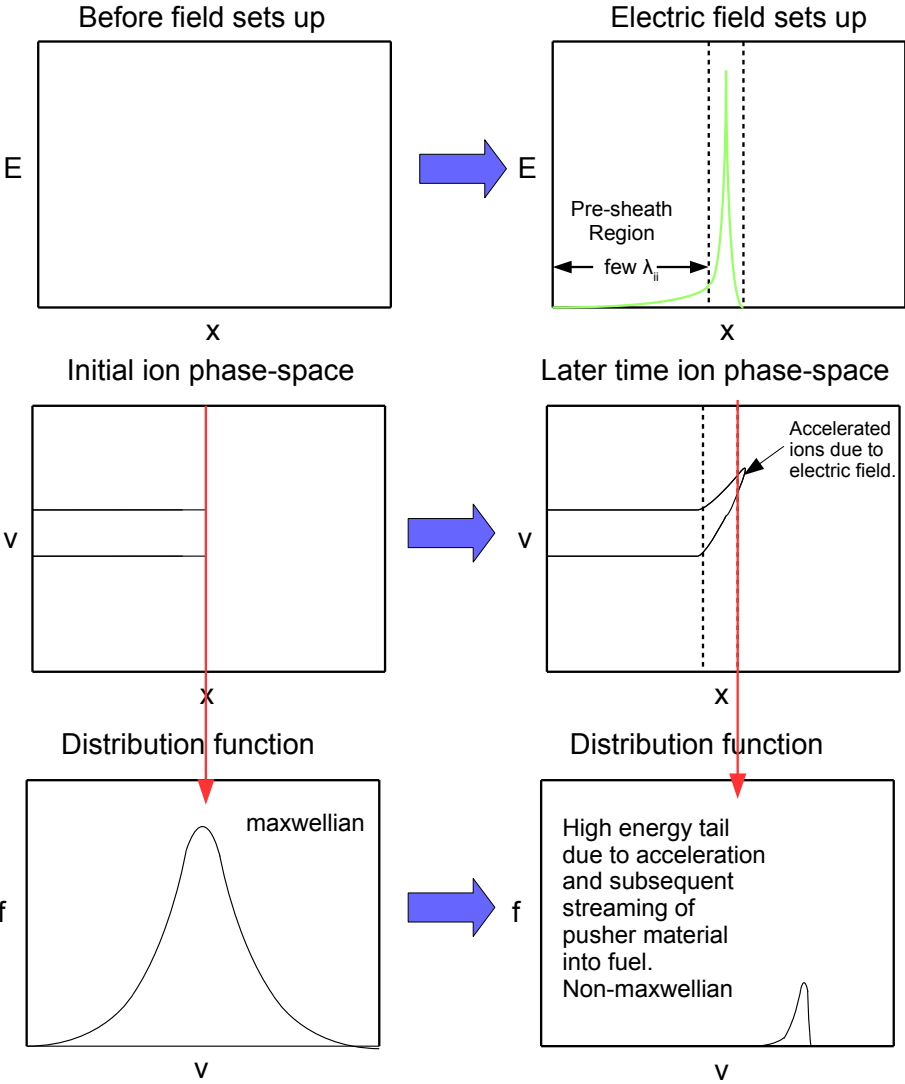 Before field sets up
Electric field sets up
E
E
Pre-sheath
Region
few λii
x
x
Initial ion phase-space
Later time ion phase-space
Accelerated
ions due to
electric field.
v
v
x
x
Distribution function
Distribution function
maxwellian
High energy tail
due to acceleration
and subsequent
streaming of
pusher material
into fuel.
Non-maxwellian
f
f
v
v